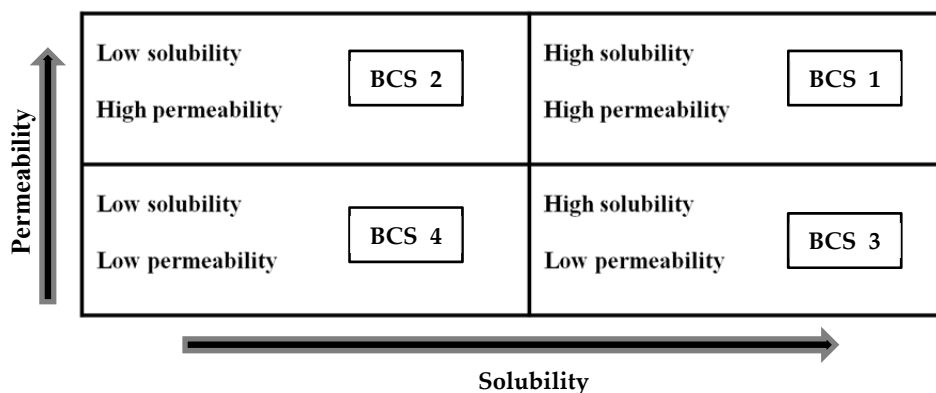 Low solubility
High permeability
BCS 2
High solubility
High permeability
BCS 1
Low solubility
Low permeability
BCS 4
High solubility
Low permeability
BCS 3
Permeability
Solubility